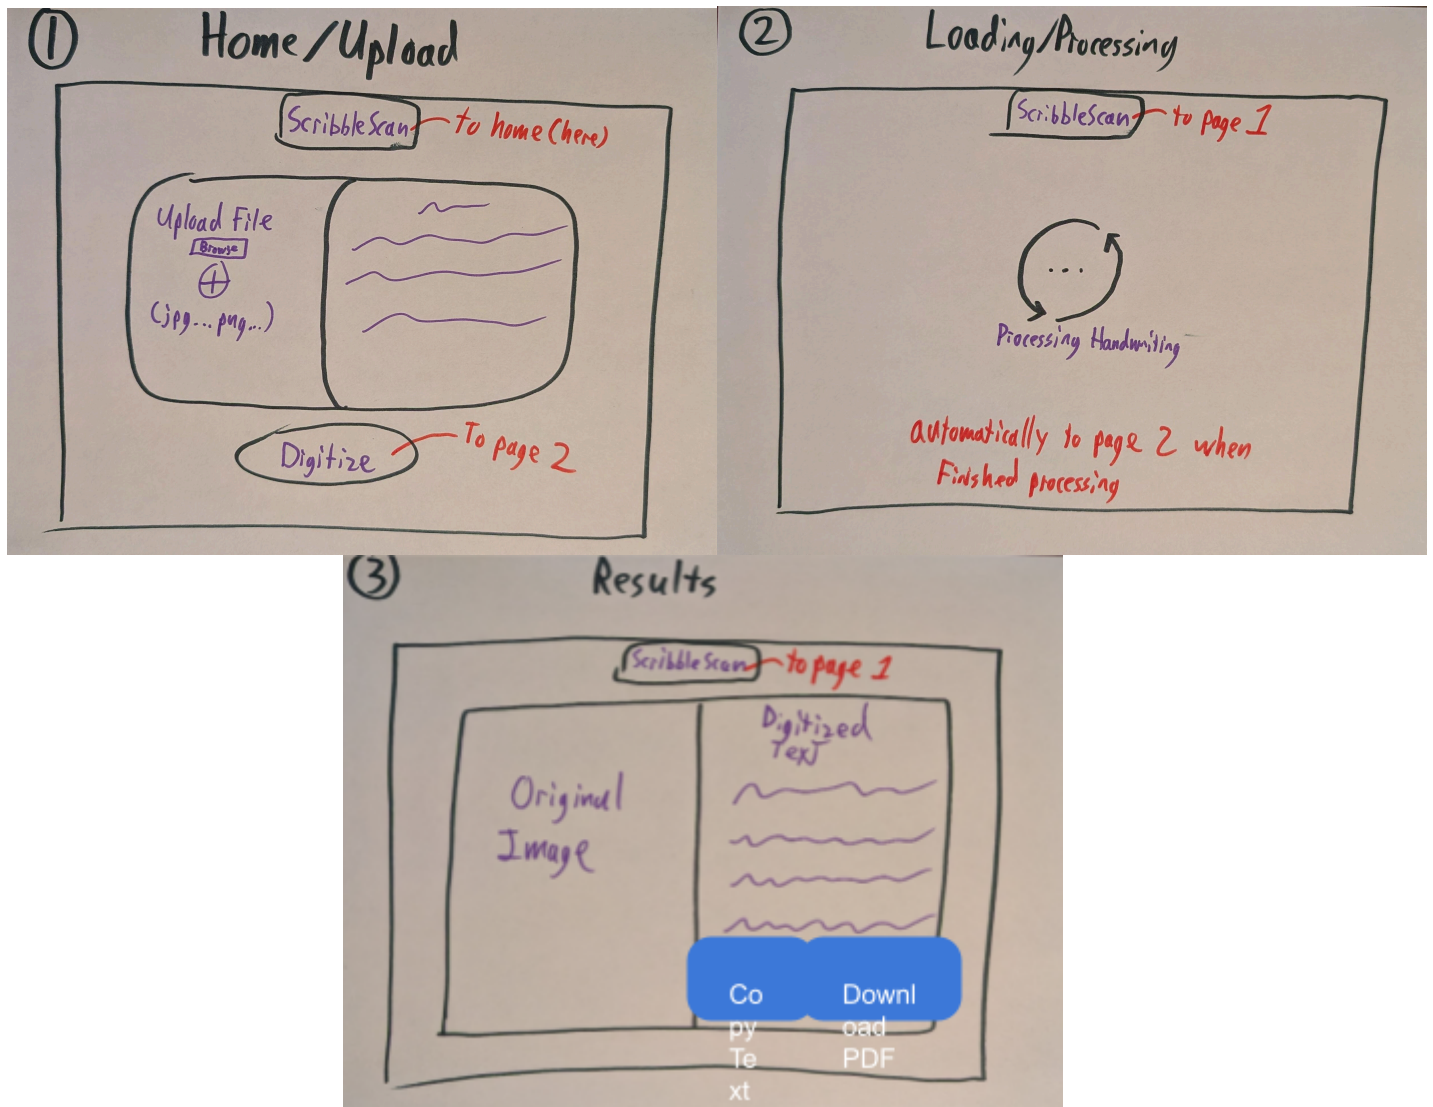 1
Home/Upload
ScribbleScan
to home (here)
Upload File
Browse
(jpg...png...)
Digitize
To page 2
2
Loading/Processing
ScribbleScan
to page 1
...
Processing Handwriting
automatically to page 2 when
Finished processing
3
Results
ScribbleScan
to page 1
Original
Image
Digitized
Text
Co
py
Te
xt
Downl
oad
PDF